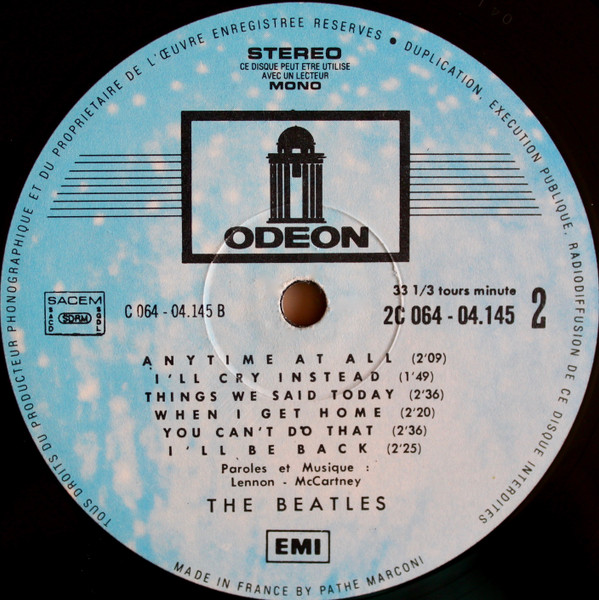 TOUS DROITS DU PRODUCTEUR PHONOGRAPHIQUE ET DU PROPRIETAIRE DE L'ŒUVRE ENREGISTREE RESERVES • DUPLICATION, EXECUTION PUBLIQUE, RADIODIFFUSION DE CE DISQUE INTERDITES
STEREO
CE DISQUE PEUT ETRE UTILISE
AVEC UN LECTEUR
MONO
ODEON
SACEM
SACD SDRM SGDL
C 064 - 04.145 B
33 1/3 tours minute
2C 064 - 04.145 2
ANYTIME AT ALL (2'09)
I'LL CRY INSTEAD (1'49)
THINGS WE SAID TODAY (2'36)
WHEN I GET HOME (2'20)
YOU CAN'T DO THAT (2'36)
I'LL BE BACK (2'25)
Paroles et Musique :
Lennon - McCartney
THE BEATLES
EMI
MADE IN FRANCE BY PATHE MARCONI